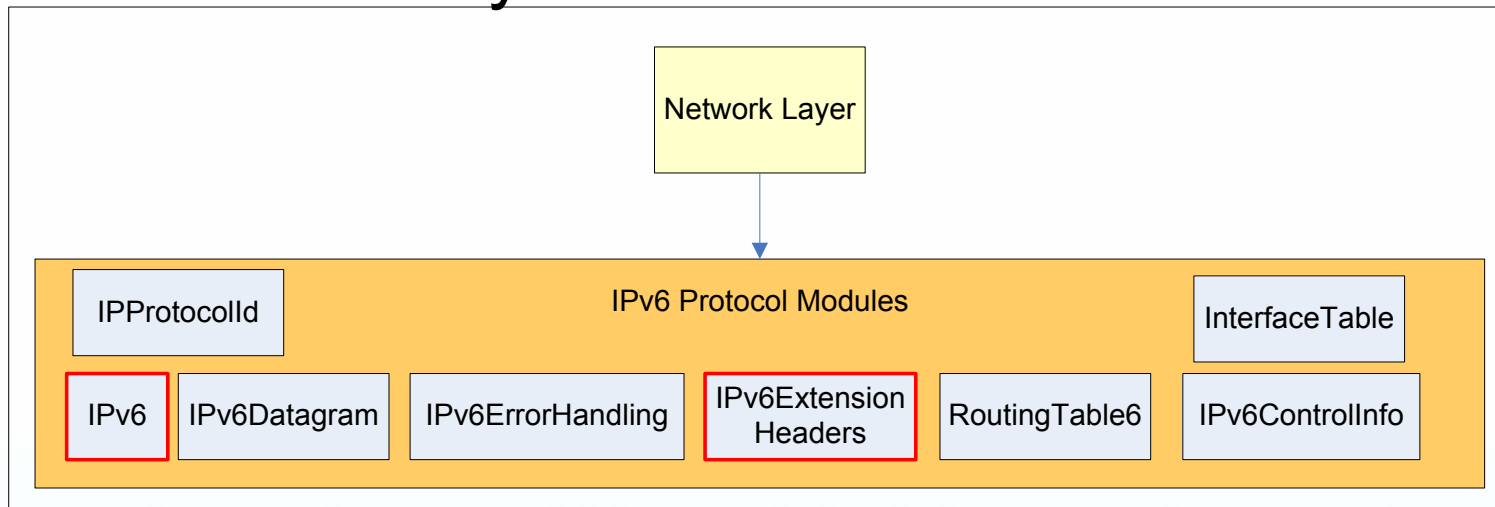 Network Layer
IPv6 Protocol Modules
IPProtocolId
InterfaceTable
IPv6
IPv6Datagram
IPv6ErrorHandling
IPv6Extension
Headers
RoutingTable6
IPv6ControlInfo